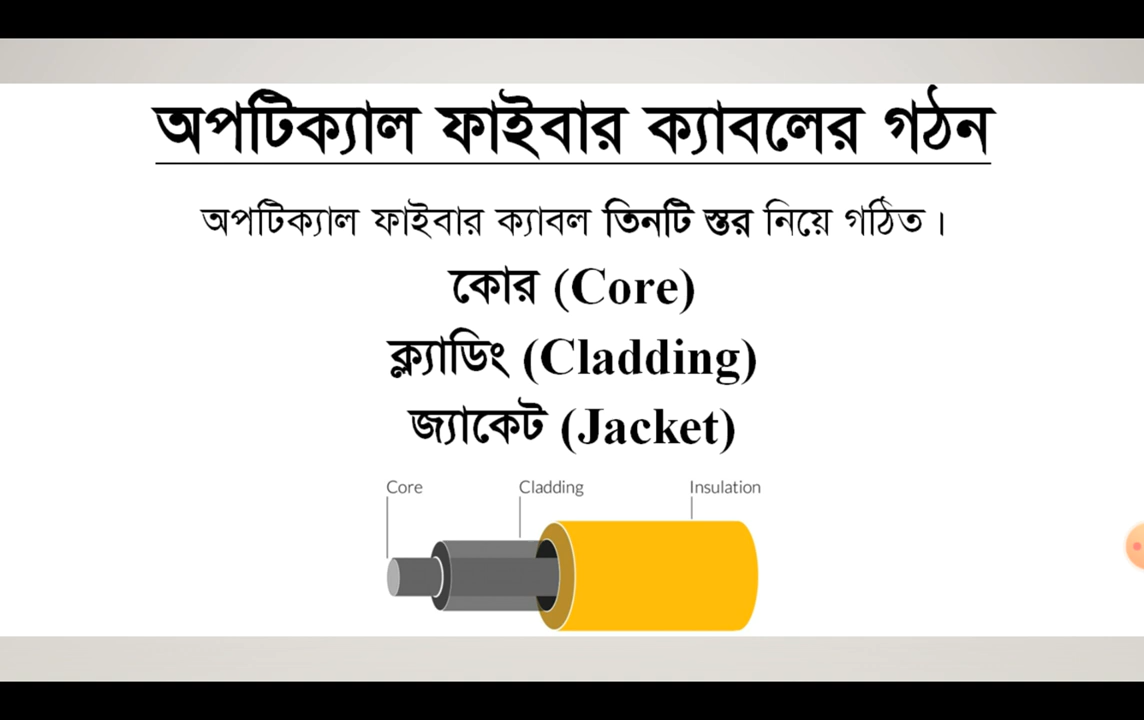 অপটিক্যাল ফাইবার ক্যাবলের গঠন
অপটিক্যাল ফাইবার ক্যাবল তিনটি স্তর নিয়ে গঠিত।
কোর (Core)
ক্ল্যাডিং (Cladding)
জ্যাকেট (Jacket)
Core Cladding Insulation